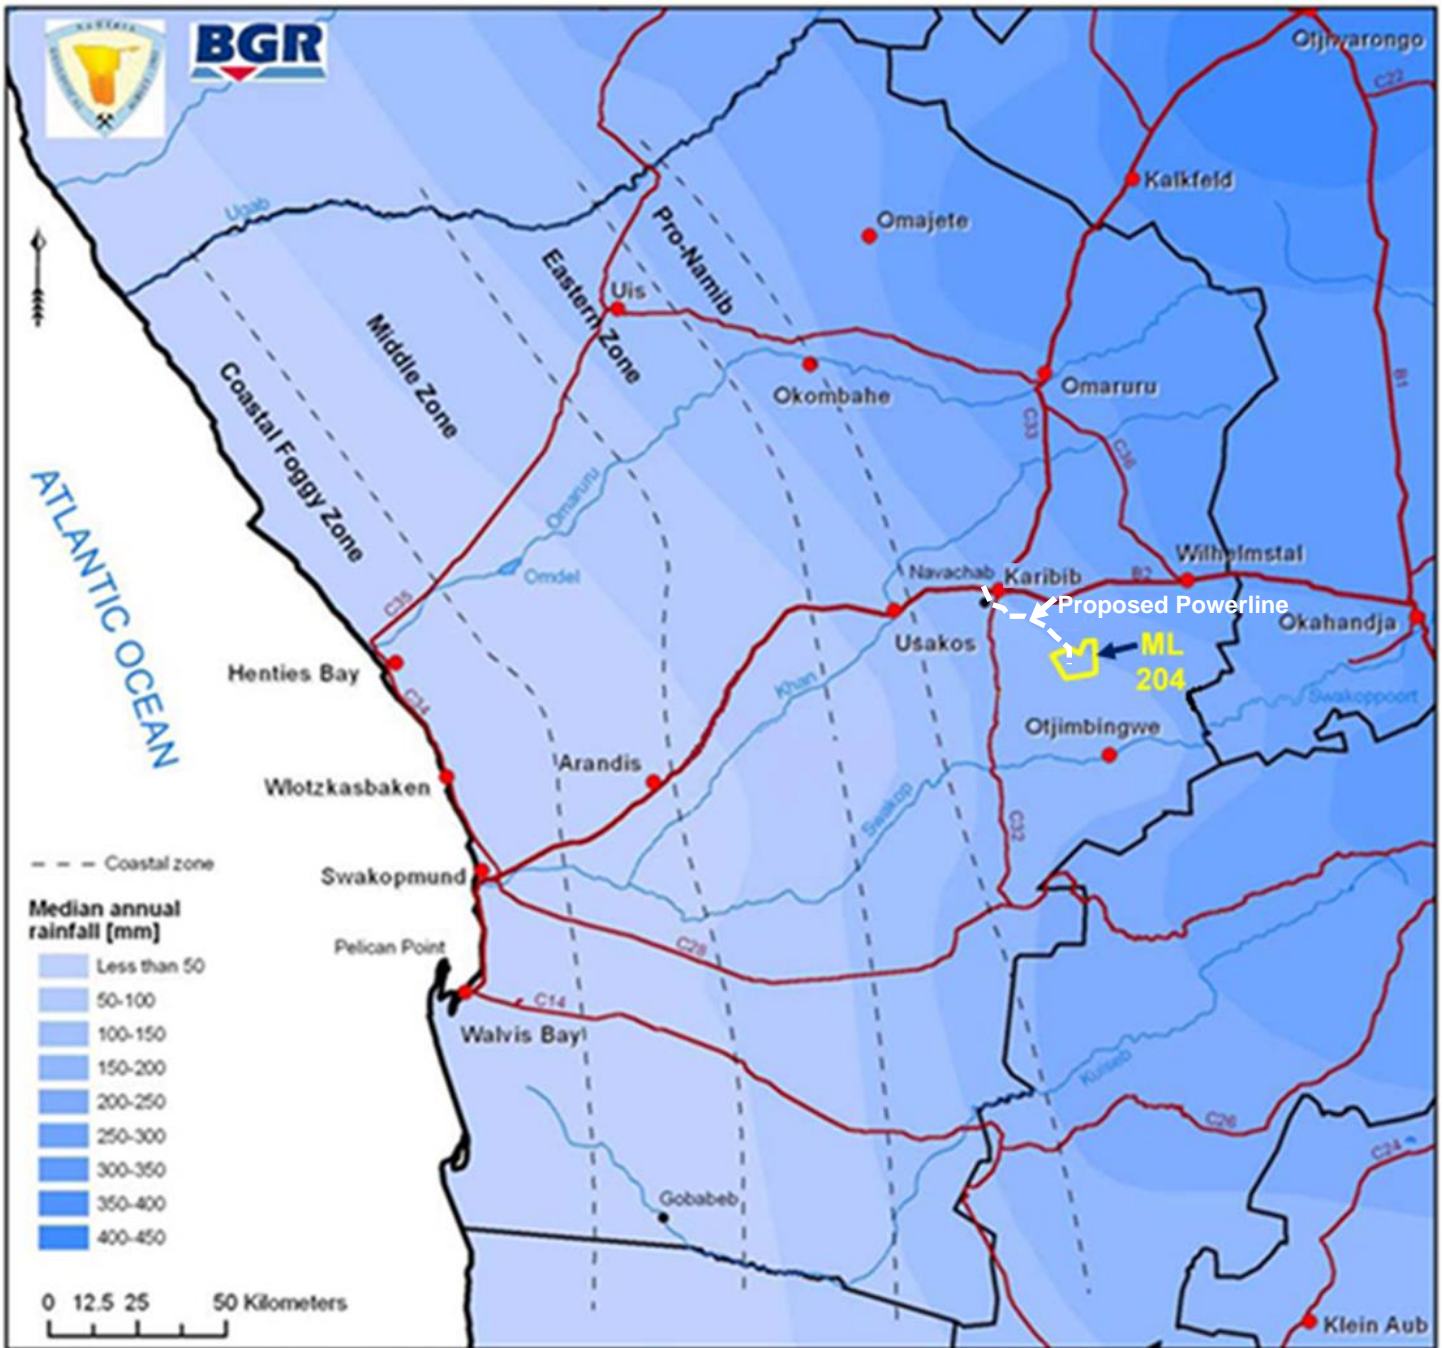 BGR
Otjiwarongo
C22
Kalkfeld
Omajete
Ugab
Pro-Namib
Eastern Zone
Uis
Middle Zone
Coastal Foggy Zone
Okombahe
Omaruru
B1
C33
C36
Omaruru
ATLANTIC OCEAN
Omdel
Wilhelmstal
Navachab
Karibib
B2
Proposed Powerline
C35
Okahandja
Usakos
ML
204
Henties Bay
Khan
Swakoppoort
C34
Otjimbingwe
Arandis
Wlotzkasbaken
Swakop
C32
Coastal zone
Swakopmund
Median annual
rainfall [mm]
Pelican Point
C28
Less than 50
50-100
C14
100-150
Walvis Bay
150-200
Kuiseb
200-250
C26
250-300
C24
300-350
350-400
Gobabeb
400-450
0 12.5 25 50 Kilometers
Klein Aub